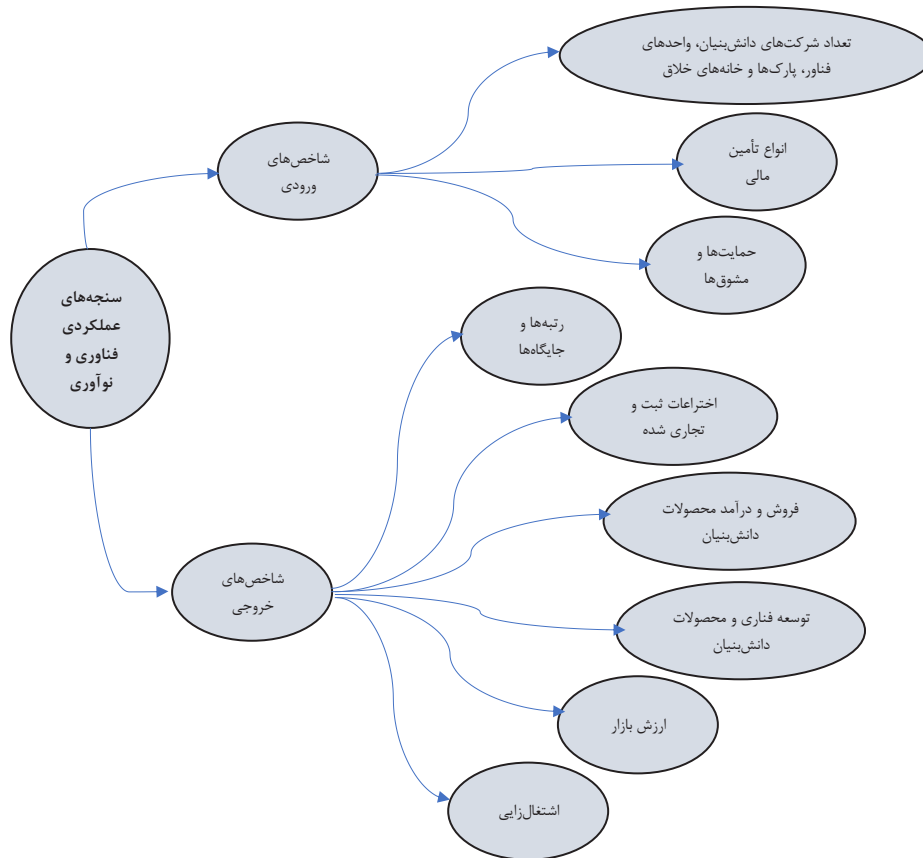 سنجه‌های
عملکردی
فناوری و
نوآوری
شاخص‌های
ورودی
تعداد شرکت‌های دانش‌بنیان، واحدهای
فناور، پارک‌ها و خانه‌های خلاق
انواع تأمین
مالی
حمایت‌ها و
مشوق‌ها
شاخص‌های
خروجی
رتبه‌ها و
جایگاه‌ها
اختراعات ثبت و
تجاری شده
فروش و درآمد محصولات
دانش‌بنیان
توسعه فناری و محصولات
دانش‌بنیان
ارزش بازار
اشتغال‌زایی